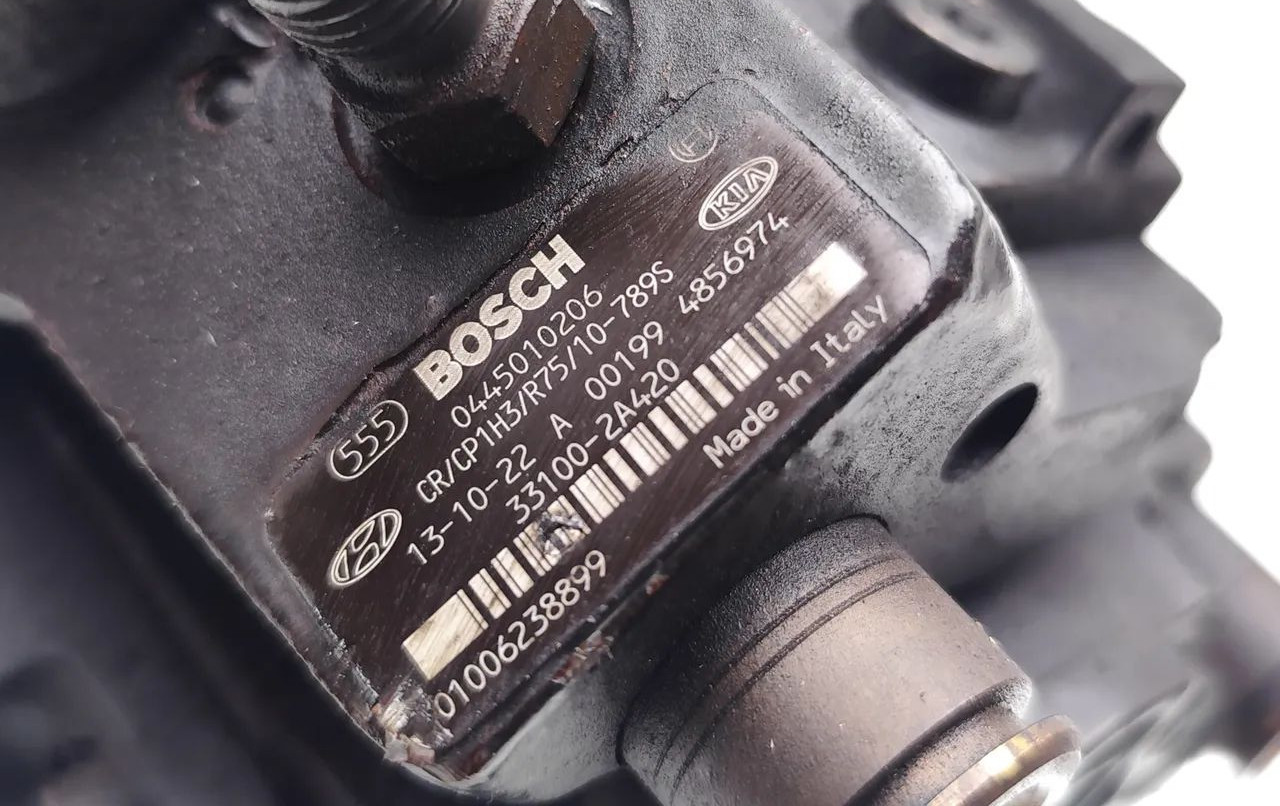 BOSCH
KIA
555
0445010206
CR/CP1H3/R75/10-789S
13-10-22 A 00199 4856974
33100-2A420
Made in Italy
01006238899